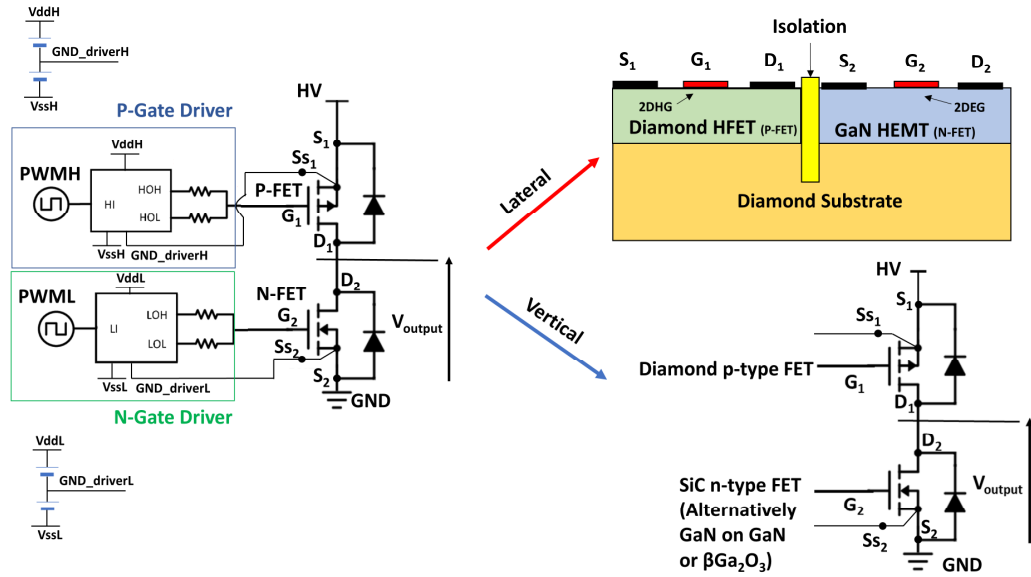 VddH
GND_driverH
VssH
P-Gate Driver
VddH
PWMH
HI
HOH
HOL
VssH
GND_driverH
PWML
VddL
LI
LOH
LOL
VssL
GND_driverL
N-Gate Driver
VddL
GND_driverL
VssL
HV
S1
Ss1
P-FET
G1
D1
D2
N-FET
G2
Ss2
S2
GND
Voutput
Lateral
Vertical
Isolation
S1 G1 D1 S2 G2 D2
2DHG 2DEG
Diamond HFET (P-FET) GaN HEMT (N-FET)
Diamond Substrate
HV
S1
Ss1
Diamond p-type FET
G1
D1
D2
SiC n-type FET
(Alternatively
GaN on GaN
or βGa2O3)
G2
Ss2
S2
GND
Voutput